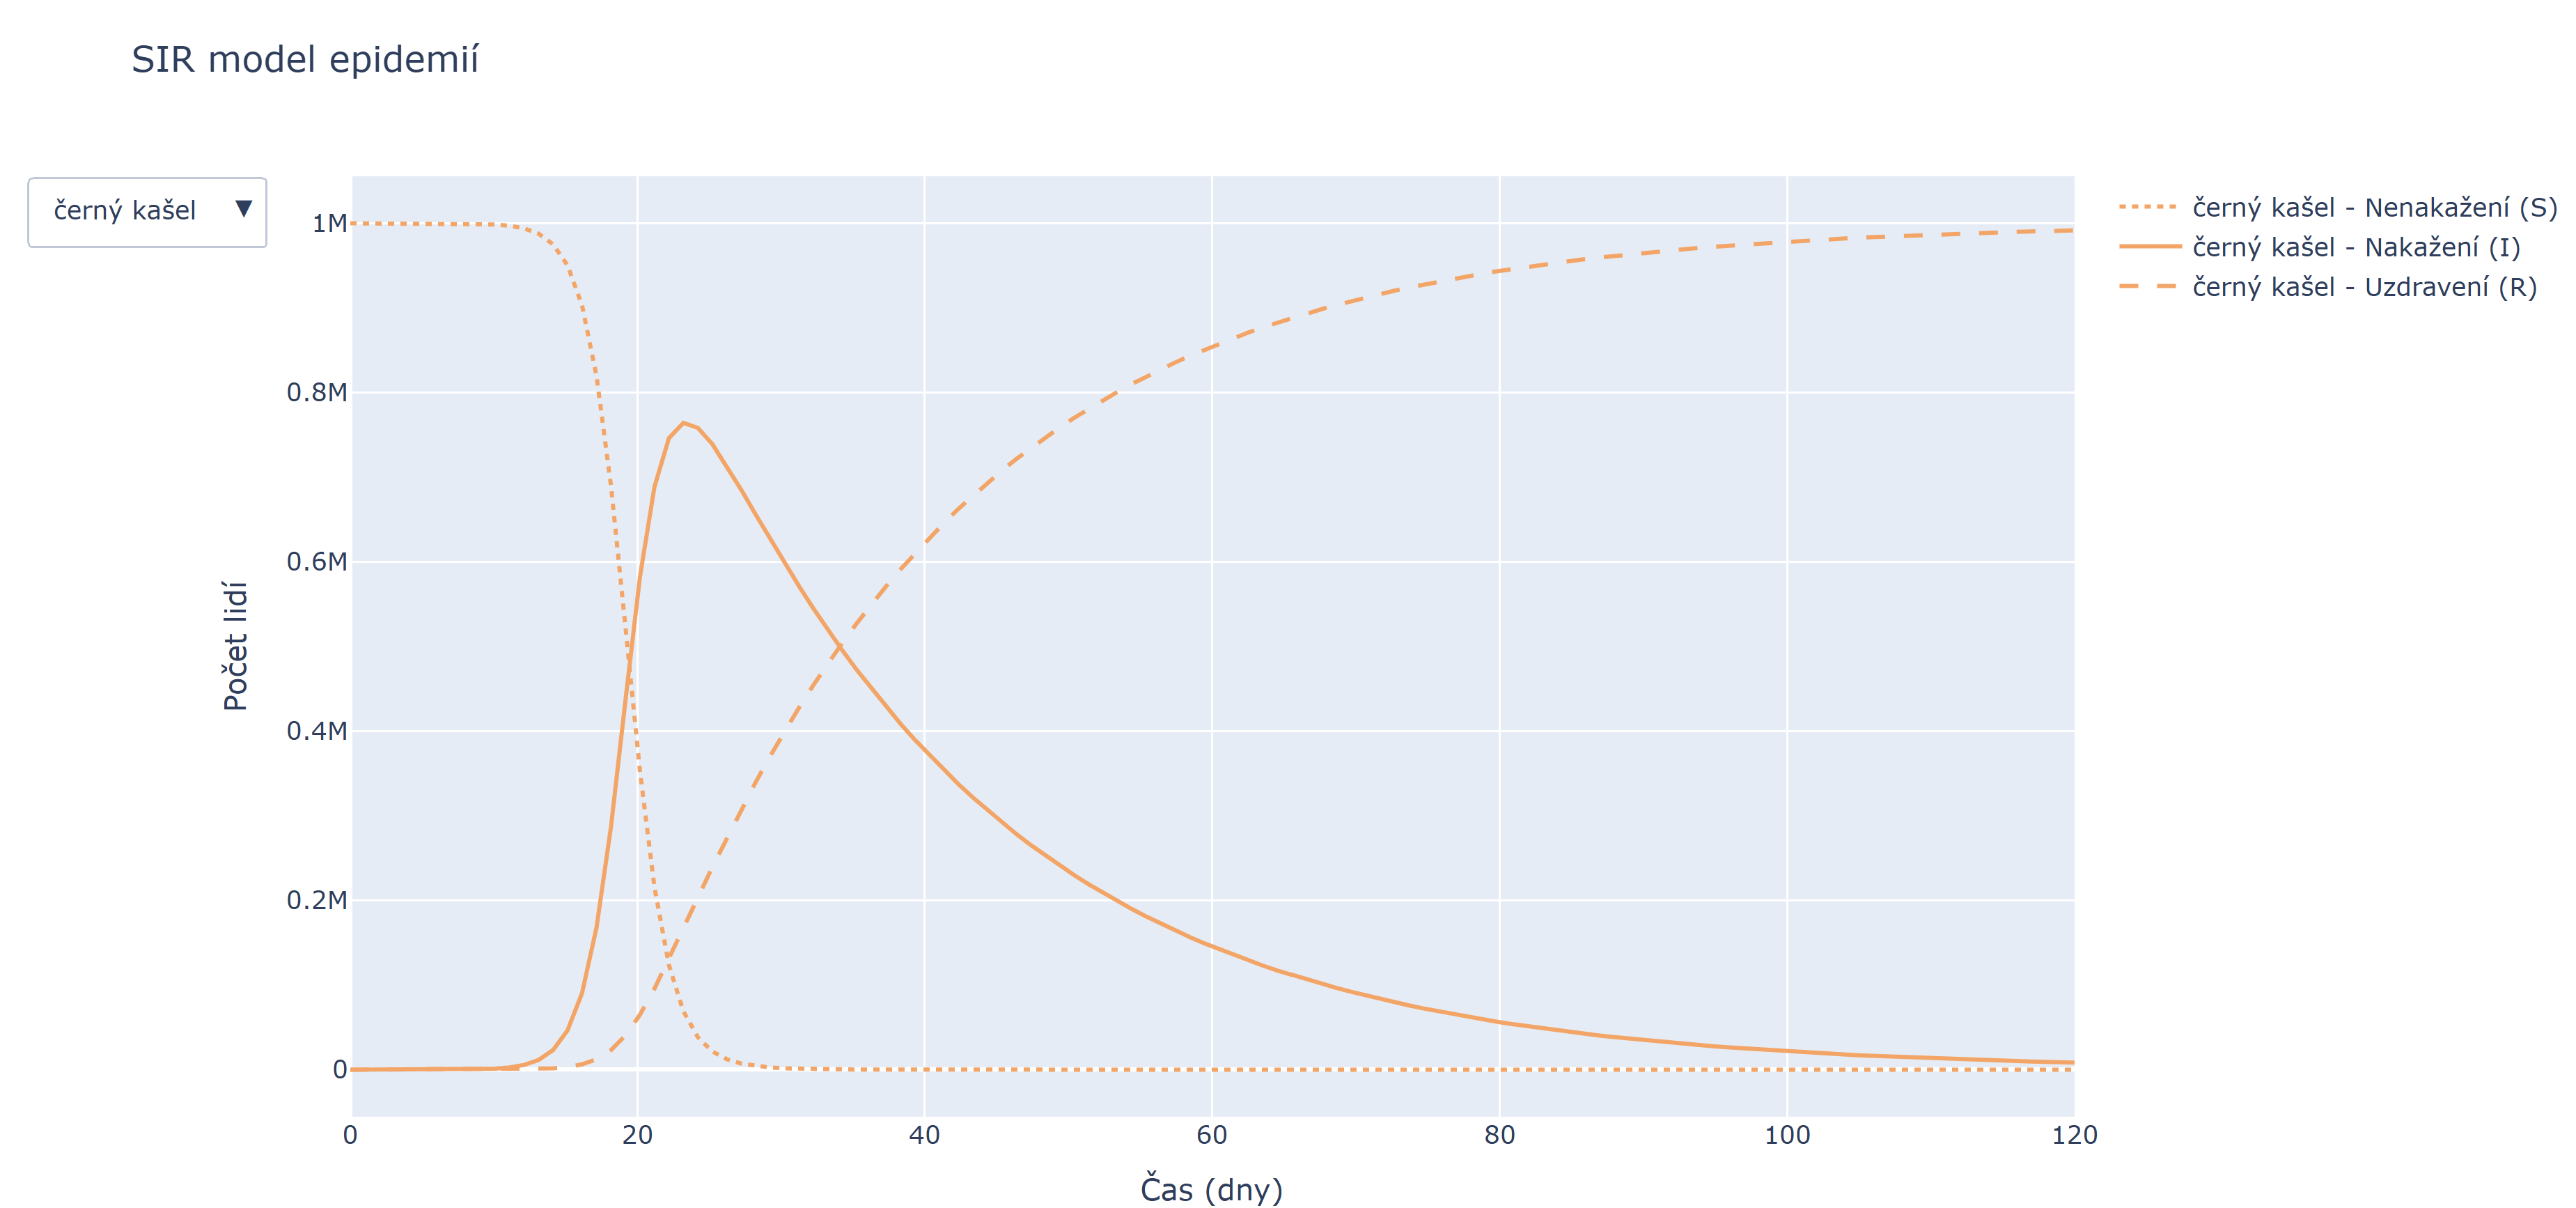 SIR model epidemií
černý kašel ▼
černý kašel - Nenakažení (S)
černý kašel - Nakažení (I)
černý kašel - Uzdravení (R)
1M
0.8M
0.6M
0.4M
0.2M
0
Počet lidí
0 20 40 60 80 100 120
Čas (dny)